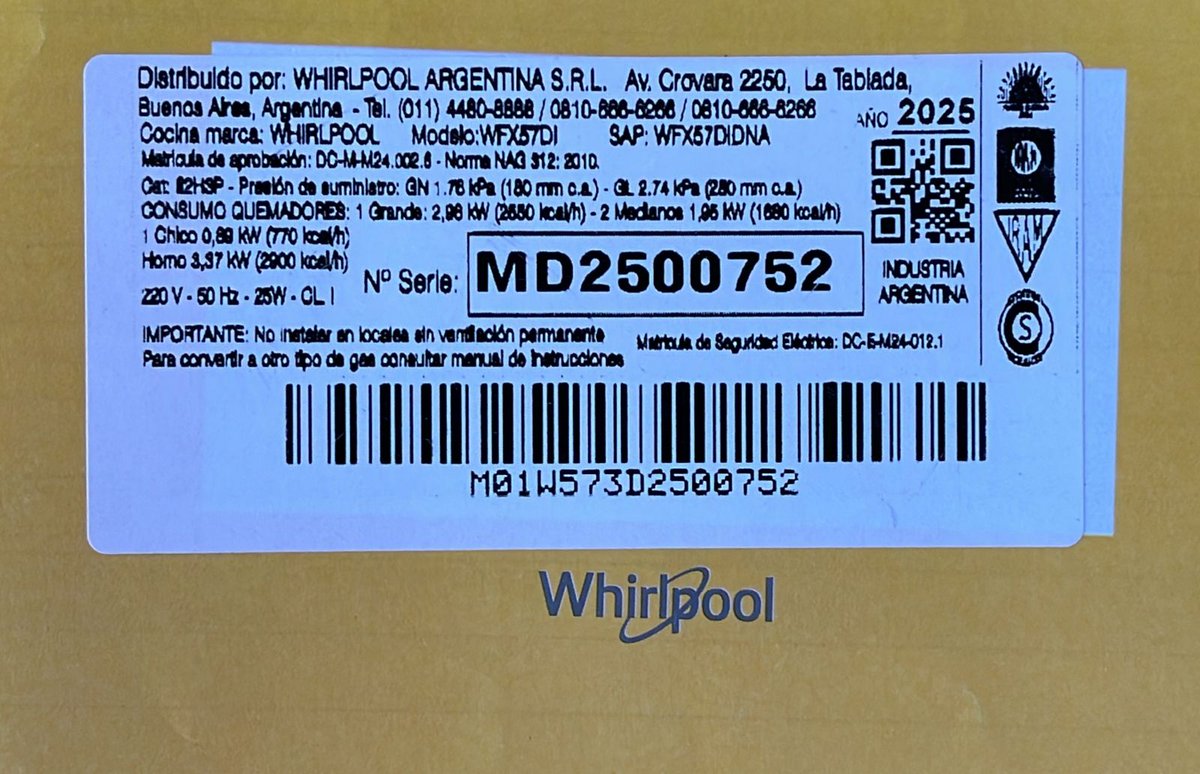 Distribuido por: WHIRLPOOL ARGENTINA S.R.L. Av. Crovara 2250, La Tablada,
Buenos Aires, Argentina - Tel. (011) 4480-8888 / 0810-666-8266 / 0810-666-8266
AÑO 2025
Cocina marca: WHIRLPOOL Modelo:WFX57DI SAP: WFX57DIDNA
Matrícula de aprobación: DC-M-M24.002.6 - Norma NAG 312: 2010.
Cat: II2H3P - Presión de suministro: GN 1.76 kPa (180 mm c.a.) - GL 2.74 kPa (280 mm c.a.)
CONSUMO QUEMADORES: 1 Grande: 2,96 kW (2550 kcal/h) - 2 Medianos 1,95 kW (1680 kcal/h)
1 Chico 0,89 kW (770 kcal/h)
Horno 3,37 kW (2900 kcal/h)
220 V - 50 Hz - 25W - CL I
Nº Serie: MD2500752
INDUSTRIA
ARGENTINA
IRAM
S
IMPORTANTE: No instalar en locales sin ventilación permanente
Para convertir a otro tipo de gas consultar manual de instrucciones
Matrícula de Seguridad Eléctrica: DC-E-M24-012.1
M01W573D2500752
Whirlpool